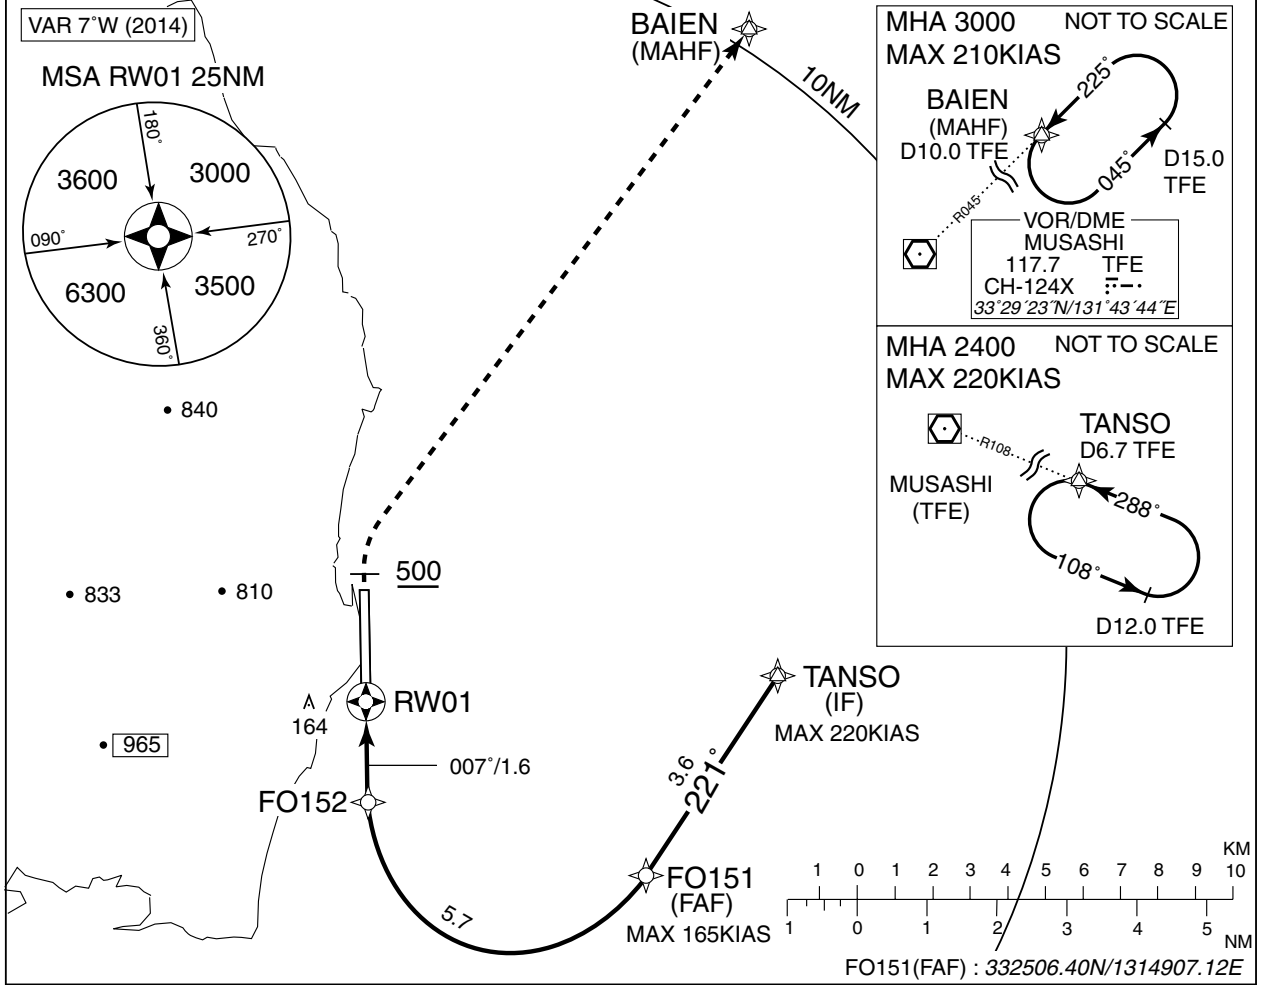 VAR 7°W (2014)
MSA RW01 25NM
180°
3600
3000
090°
270°
6300
3500
360°
BAIEN
(MAHF)
10NM
MHA 3000
NOT TO SCALE
MAX 210KIAS
225°
BAIEN
(MAHF)
D10.0 TFE
045°
D15.0
TFE
R045
VOR/DME
MUSASHI
117.7 TFE
CH-124X
33°29´23˝N/131°43´44˝E
MHA 2400
NOT TO SCALE
MAX 220KIAS
TANSO
D6.7 TFE
R108
MUSASHI
(TFE)
288°
108°
D12.0 TFE
840
833
810
500
965
164
RW01
007°/1.6
FO152
TANSO
(IF)
MAX 220KIAS
3.6
221°
FO151
(FAF)
MAX 165KIAS
5.7
KM
1 0 1 2 3 4 5 6 7 8 9 10
1 0 1 2 3 4 5
NM
FO151(FAF) : 332506.40N/1314907.12E